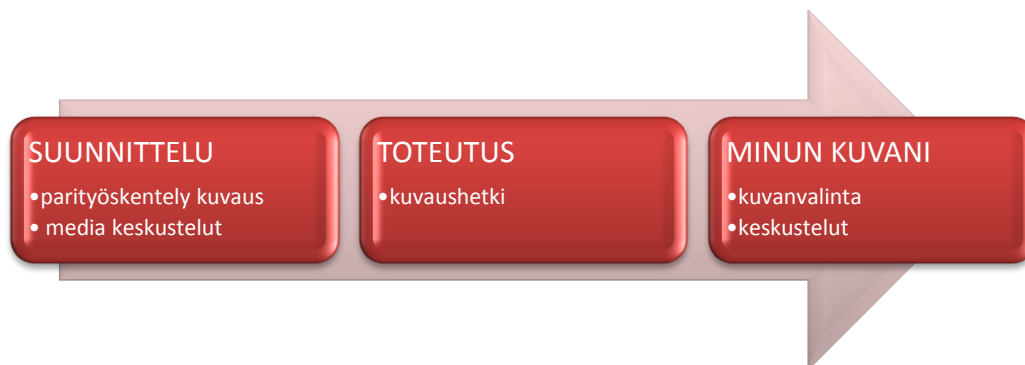 SUUNNITTELU
•parityöskentely kuvaus
• media keskustelut
TOTEUTUS
•kuvaushetki
MINUN KUVANI
•kuvanvalinta
•keskustelut